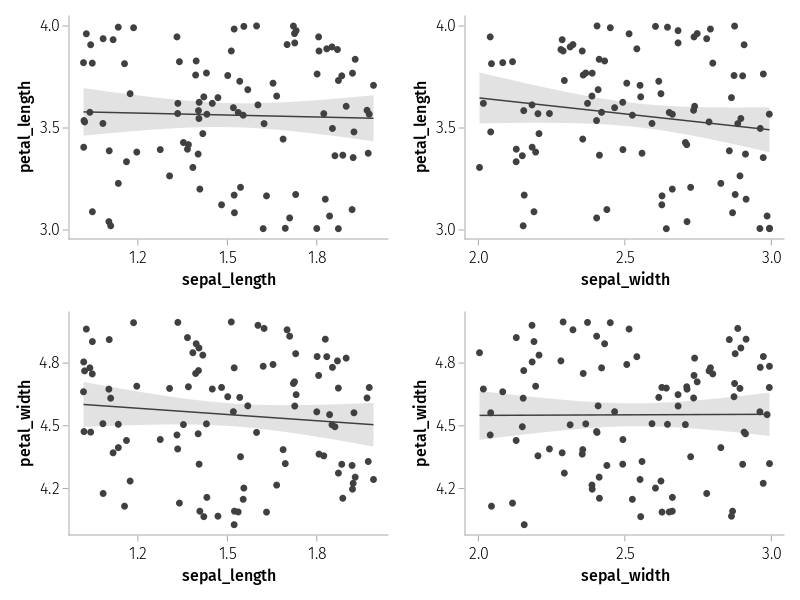 4.0
3.5
3.0
petal_length
1.2 1.5 1.8
sepal_length
4.0
3.5
3.0
petal_length
2.0 2.5 3.0
sepal_width
4.8
4.5
4.2
petal_width
1.2 1.5 1.8
sepal_length
4.8
4.5
4.2
petal_width
2.0 2.5 3.0
sepal_width